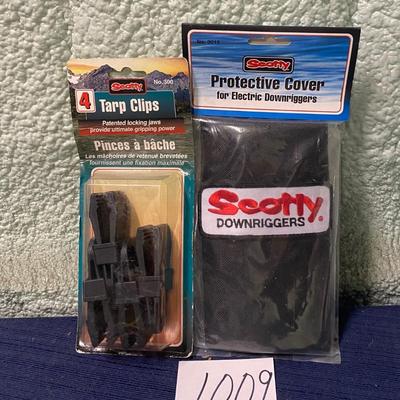 Scotty
No. 300
4 Tarp Clips
Patented locking jaws
provide ultimate gripping power
Pinces à bâche
Les mâchoires de retenue brevetées
fournissent une fixation maximale
Scotty
Protective Cover
for Electric Downriggers
Scotty
DOWNRIGGERS
1009